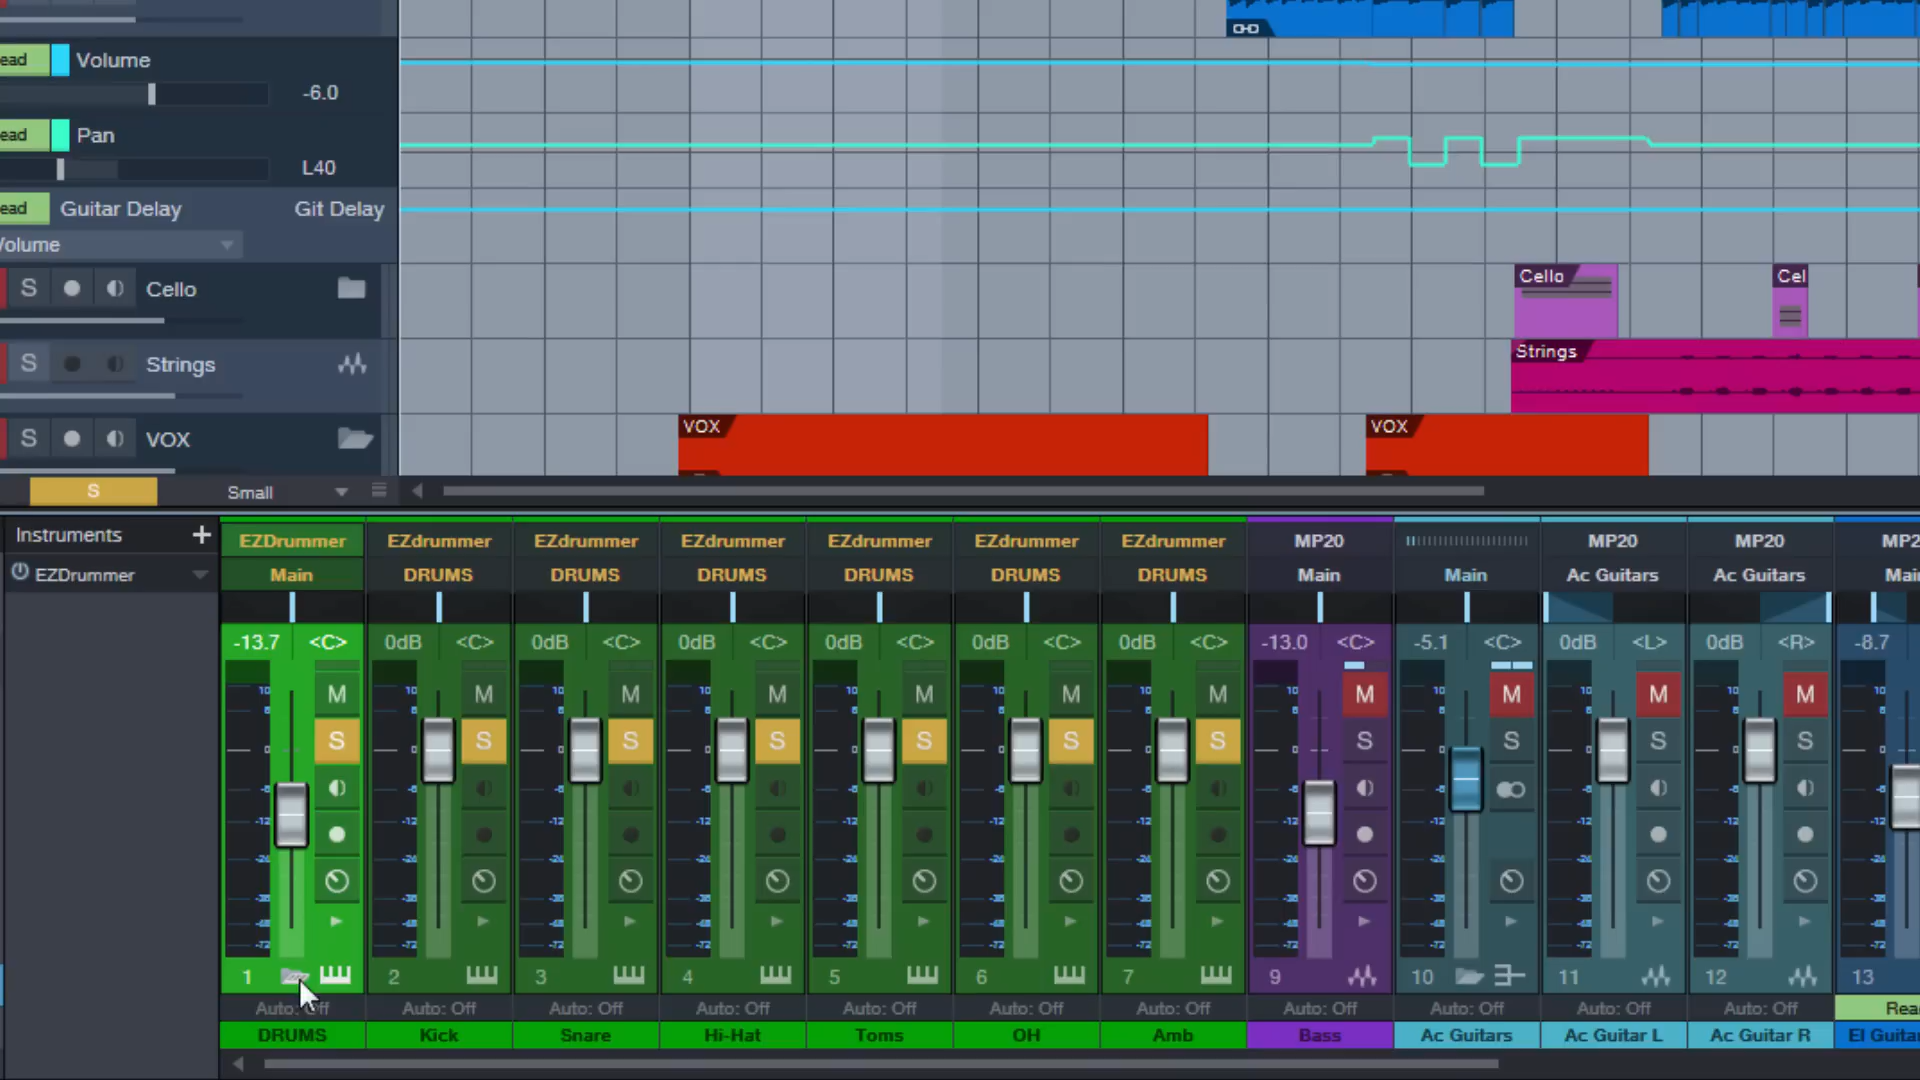 ead Volume
-6.0
ead Pan
L40
ead Guitar Delay Git Delay
Volume
S Cello
Cello Cel
S Strings
Strings
S VOX
VOX VOX
S Small
Instruments +
EZDrummer
EZDrummer EZdrummer EZdrummer EZdrummer EZdrummer EZdrummer EZdrummer MP20 MP20 MP20 MP2
Main DRUMS DRUMS DRUMS DRUMS DRUMS DRUMS Main Main Ac Guitars Ac Guitars Mai
-13.7 <C> 0dB <C> 0dB <C> 0dB <C> 0dB <C> 0dB <C> 0dB <C> -13.0 <C> -5.1 <C> 0dB <L> 0dB <R> -8.7
M M M M M M M M M M M
S S S S S S S S S S S
1 2 3 4 5 6 7 9 10 11 12 13
Auto: Off Auto: Off Auto: Off Auto: Off Auto: Off Auto: Off Auto: Off Auto: Off Auto: Off Auto: Off Auto: Off Rea
DRUMS Kick Snare Hi-Hat Toms OH Amb Bass Ac Guitars Ac Guitar L Ac Guitar R El Guita